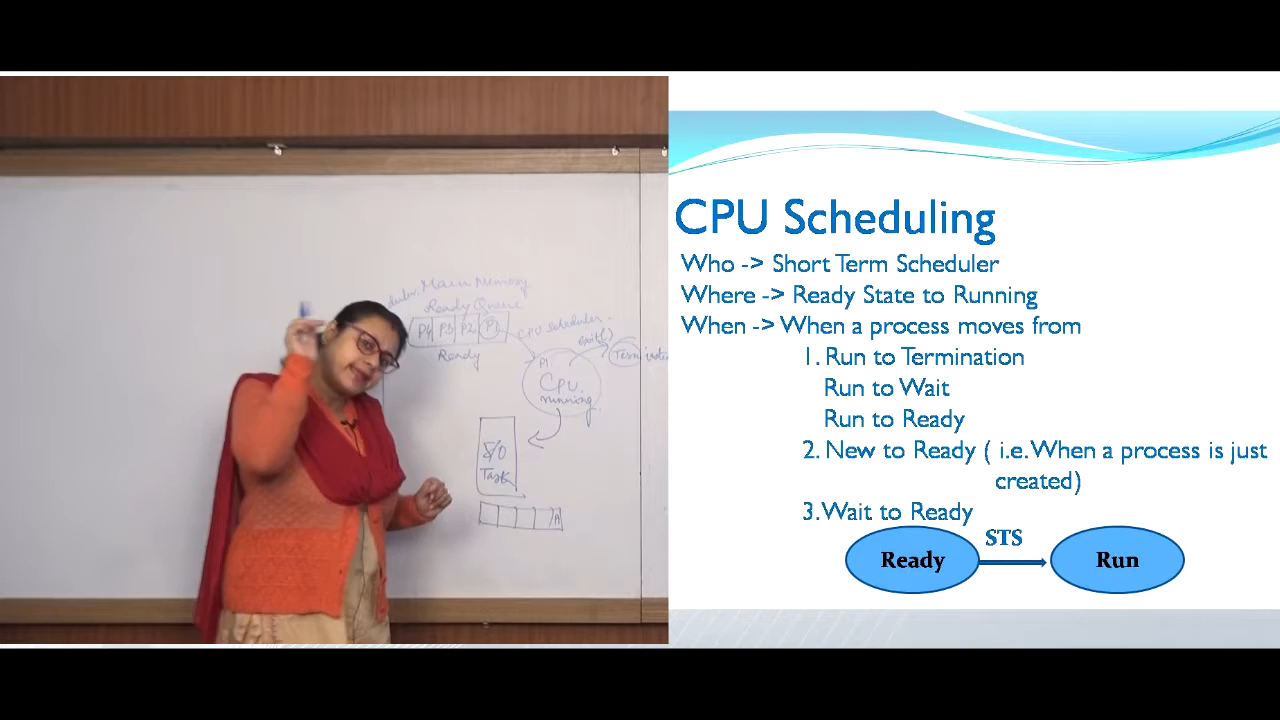 Main Memory
Ready Queue
P4 P3 P2 P1
CPU scheduler
exit()
Ready
P1
CPU
running
I/O
Task
CPU Scheduling
Who -> Short Term Scheduler
Where -> Ready State to Running
When -> When a process moves from
1. Run to Termination
Run to Wait
Run to Ready
2. New to Ready ( i.e. When a process is just
created)
3. Wait to Ready
STS
Ready
Run